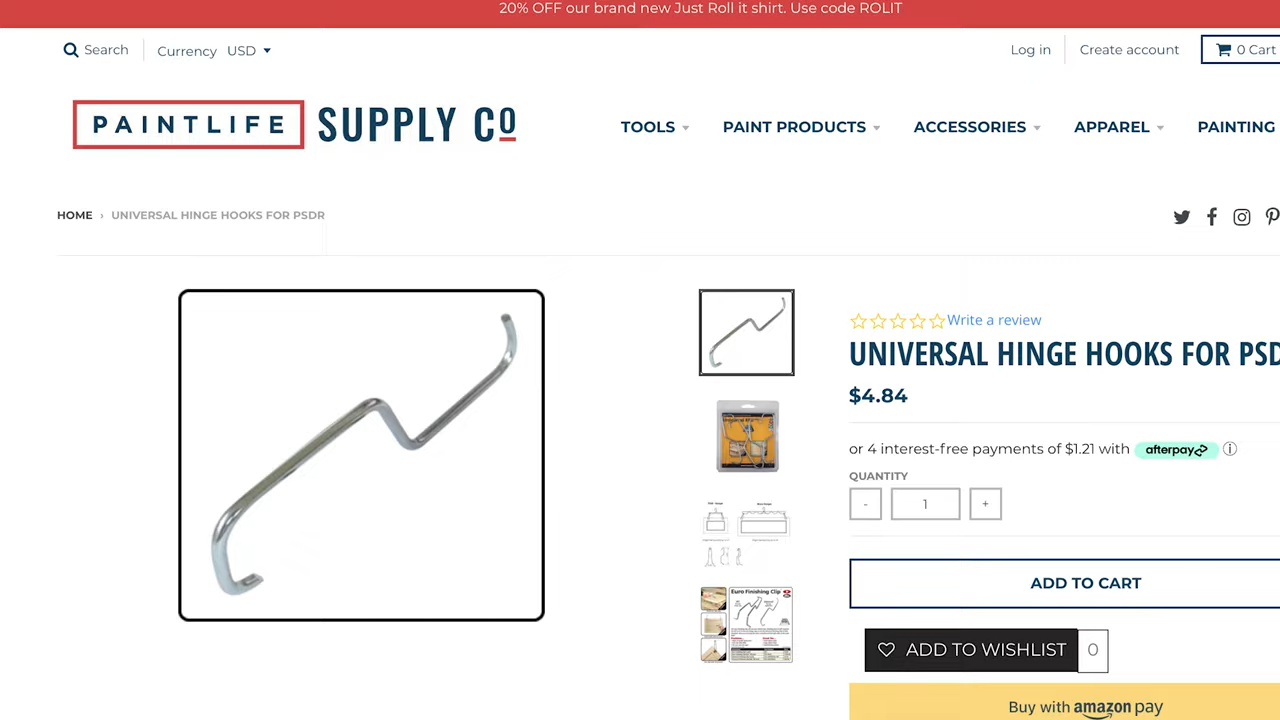 20% OFF our brand new Just Roll it shirt. Use code ROLIT
Search
Currency USD
Log in
Create account
0 Cart
PAINTLIFE SUPPLY CO
TOOLS
PAINT PRODUCTS
ACCESSORIES
APPAREL
PAINTING
HOME › UNIVERSAL HINGE HOOKS FOR PSDR
Write a review
UNIVERSAL HINGE HOOKS FOR PSD
$4.84
or 4 interest-free payments of $1.21 with afterpay
QUANTITY
- 1 +
Euro Finishing Clip
ADD TO CART
ADD TO WISHLIST 0
Buy with amazon pay